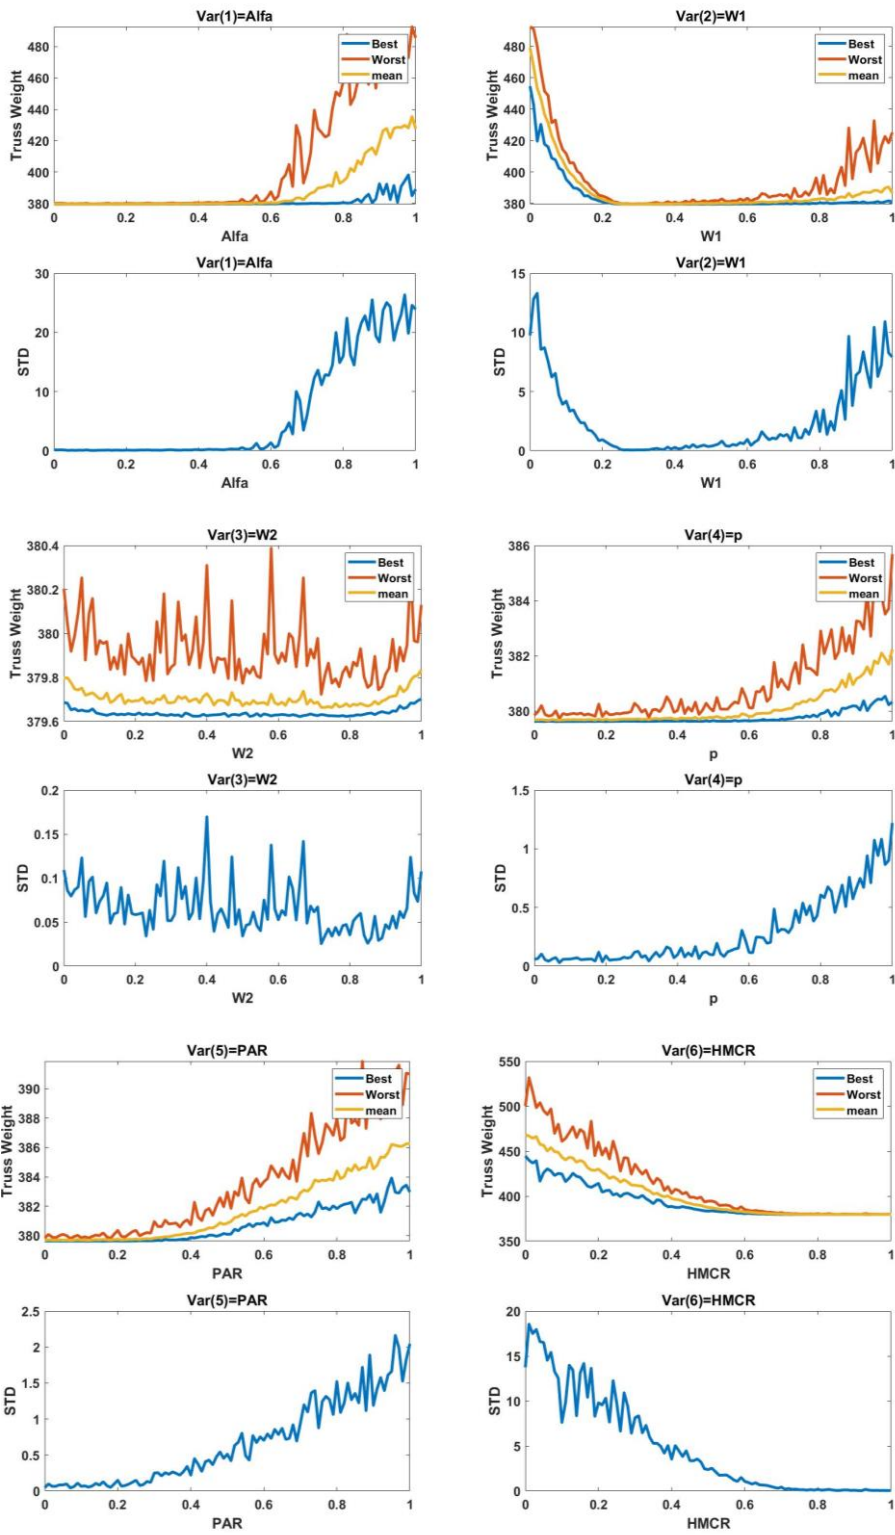 Var(1)=Alfa
480
460
440
420
400
380
Truss Weight
Best
Worst
mean
0 0.2 0.4 0.6 0.8 1
Alfa
Var(2)=W1
480
460
440
420
400
380
Truss Weight
Best
Worst
mean
0 0.2 0.4 0.6 0.8 1
W1
Var(1)=Alfa
30
20
10
0
STD
0 0.2 0.4 0.6 0.8 1
Alfa
Var(2)=W1
15
10
5
0
STD
0 0.2 0.4 0.6 0.8 1
W1
Var(3)=W2
380.4
380.2
380
379.8
379.6
Truss Weight
Best
Worst
mean
0 0.2 0.4 0.6 0.8 1
W2
Var(4)=p
386
384
382
380
Truss Weight
Best
Worst
mean
0 0.2 0.4 0.6 0.8 1
p
Var(3)=W2
0.2
0.15
0.1
0.05
0
STD
0 0.2 0.4 0.6 0.8 1
W2
Var(4)=p
1.5
1
0.5
0
STD
0 0.2 0.4 0.6 0.8 1
p
Var(5)=PAR
390
388
386
384
382
380
Truss Weight
Best
Worst
mean
0 0.2 0.4 0.6 0.8 1
PAR
Var(6)=HMCR
550
500
450
400
350
Truss Weight
Best
Worst
mean
0 0.2 0.4 0.6 0.8 1
HMCR
Var(5)=PAR
2.5
2
1.5
1
0.5
0
STD
0 0.2 0.4 0.6 0.8 1
PAR
Var(6)=HMCR
20
15
10
5
0
STD
0 0.2 0.4 0.6 0.8 1
HMCR